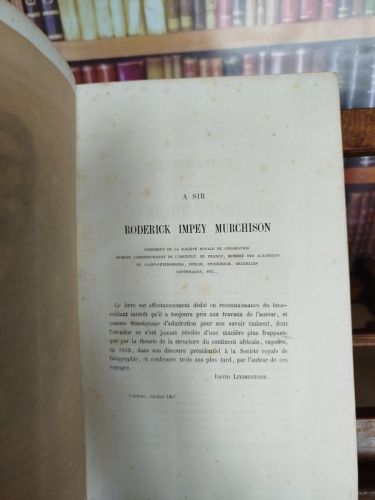 A SIR
RODERICK IMPEY MURCHISON
PRÉSIDENT DE LA SOCIÉTÉ ROYALE DE GÉOGRAPHIE
MEMBRE CORRESPONDANT DE L'INSTITUT DE FRANCE, MEMBRE DES ACADÉMIES
DE SAINT-PÉTERSBOURG, BERLIN, STOCKHOLM, BRUXELLES
COPENHAGUE, ETC.
Ce livre est affectueusement dédié en reconnaissance du bien-
veillant intérêt qu'il a toujours pris aux travaux de l'auteur, et
comme témoignage d'admiration pour son savoir éminent, dont
l'étendue ne s'est jamais révélée d'une manière plus frappante
que par la théorie de la structure du continent africain, exposée,
en 1852, dans son discours présidentiel à la Société royale de
Géographie, et confirmée trois ans plus tard, par l'auteur de ces
voyages.
DAVID LIVINGSTONE.
Londres, octobre 1857.